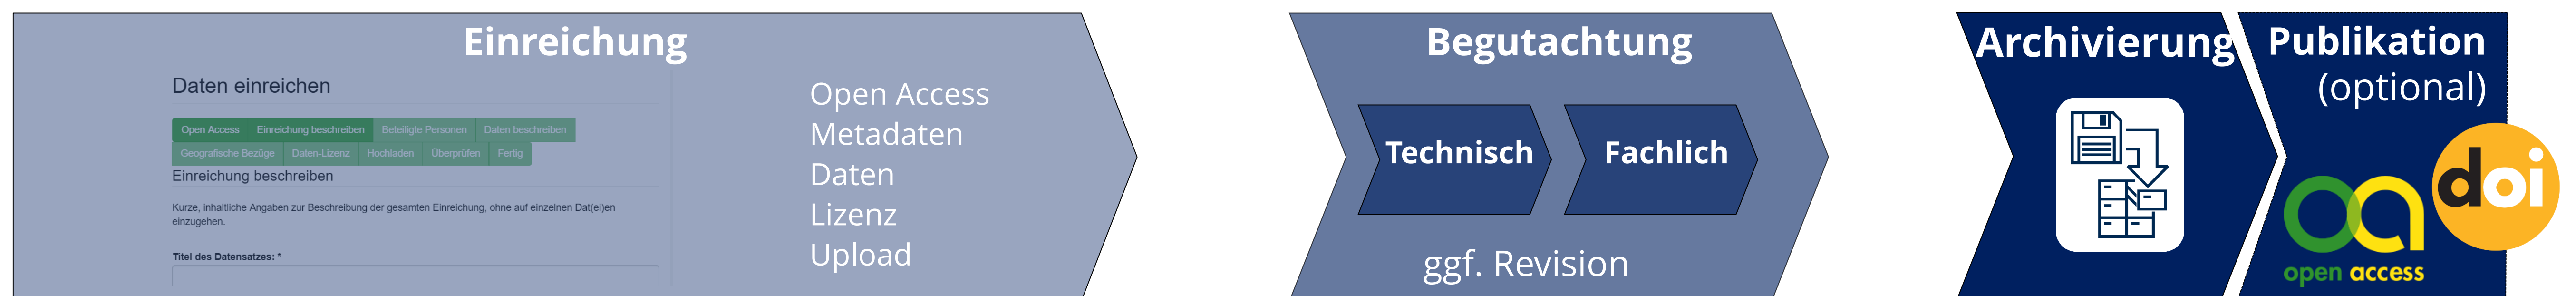 Einreichung
Daten einreichen
Open Access Einreichung beschreiben Beteiligte Personen Daten beschreiben
Geografische Bezüge Daten-Lizenz Hochladen Überprüfen Fertig
Einreichung beschreiben
Kurze, inhaltliche Angaben zur Beschreibung der gesamten Einreichung, ohne auf einzelnen Dat(ei)en
einzugehen.
Titel des Datensatzes: *
Open Access
Metadaten
Daten
Lizenz
Upload
Begutachtung
Technisch
Fachlich
ggf. Revision
Archivierung
Publikation
(optional)
doi
oa
open access